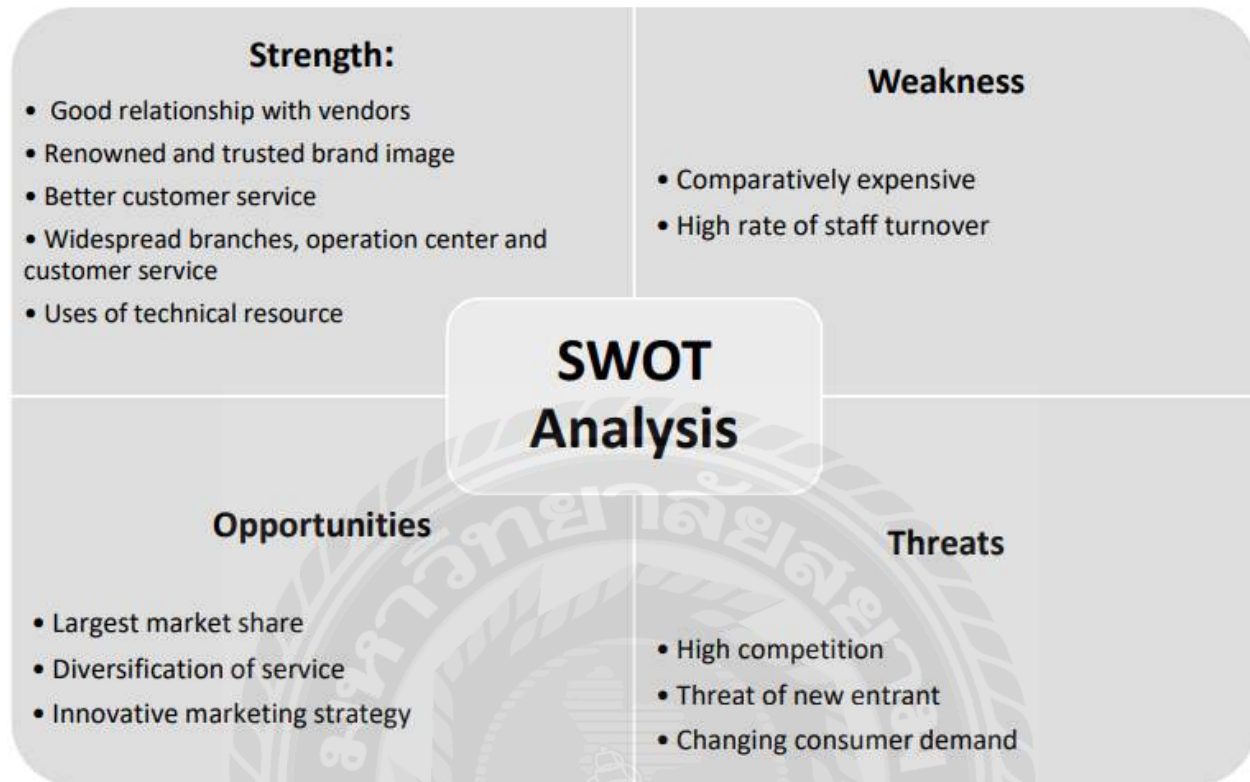 Strength:
• Good relationship with vendors
• Renowned and trusted brand image
• Better customer service
• Widespread branches, operation center and
customer service
• Uses of technical resource
Weakness
• Comparatively expensive
• High rate of staff turnover
SWOT
Analysis
Opportunities
• Largest market share
• Diversification of service
• Innovative marketing strategy
Threats
• High competition
• Threat of new entrant
• Changing consumer demand